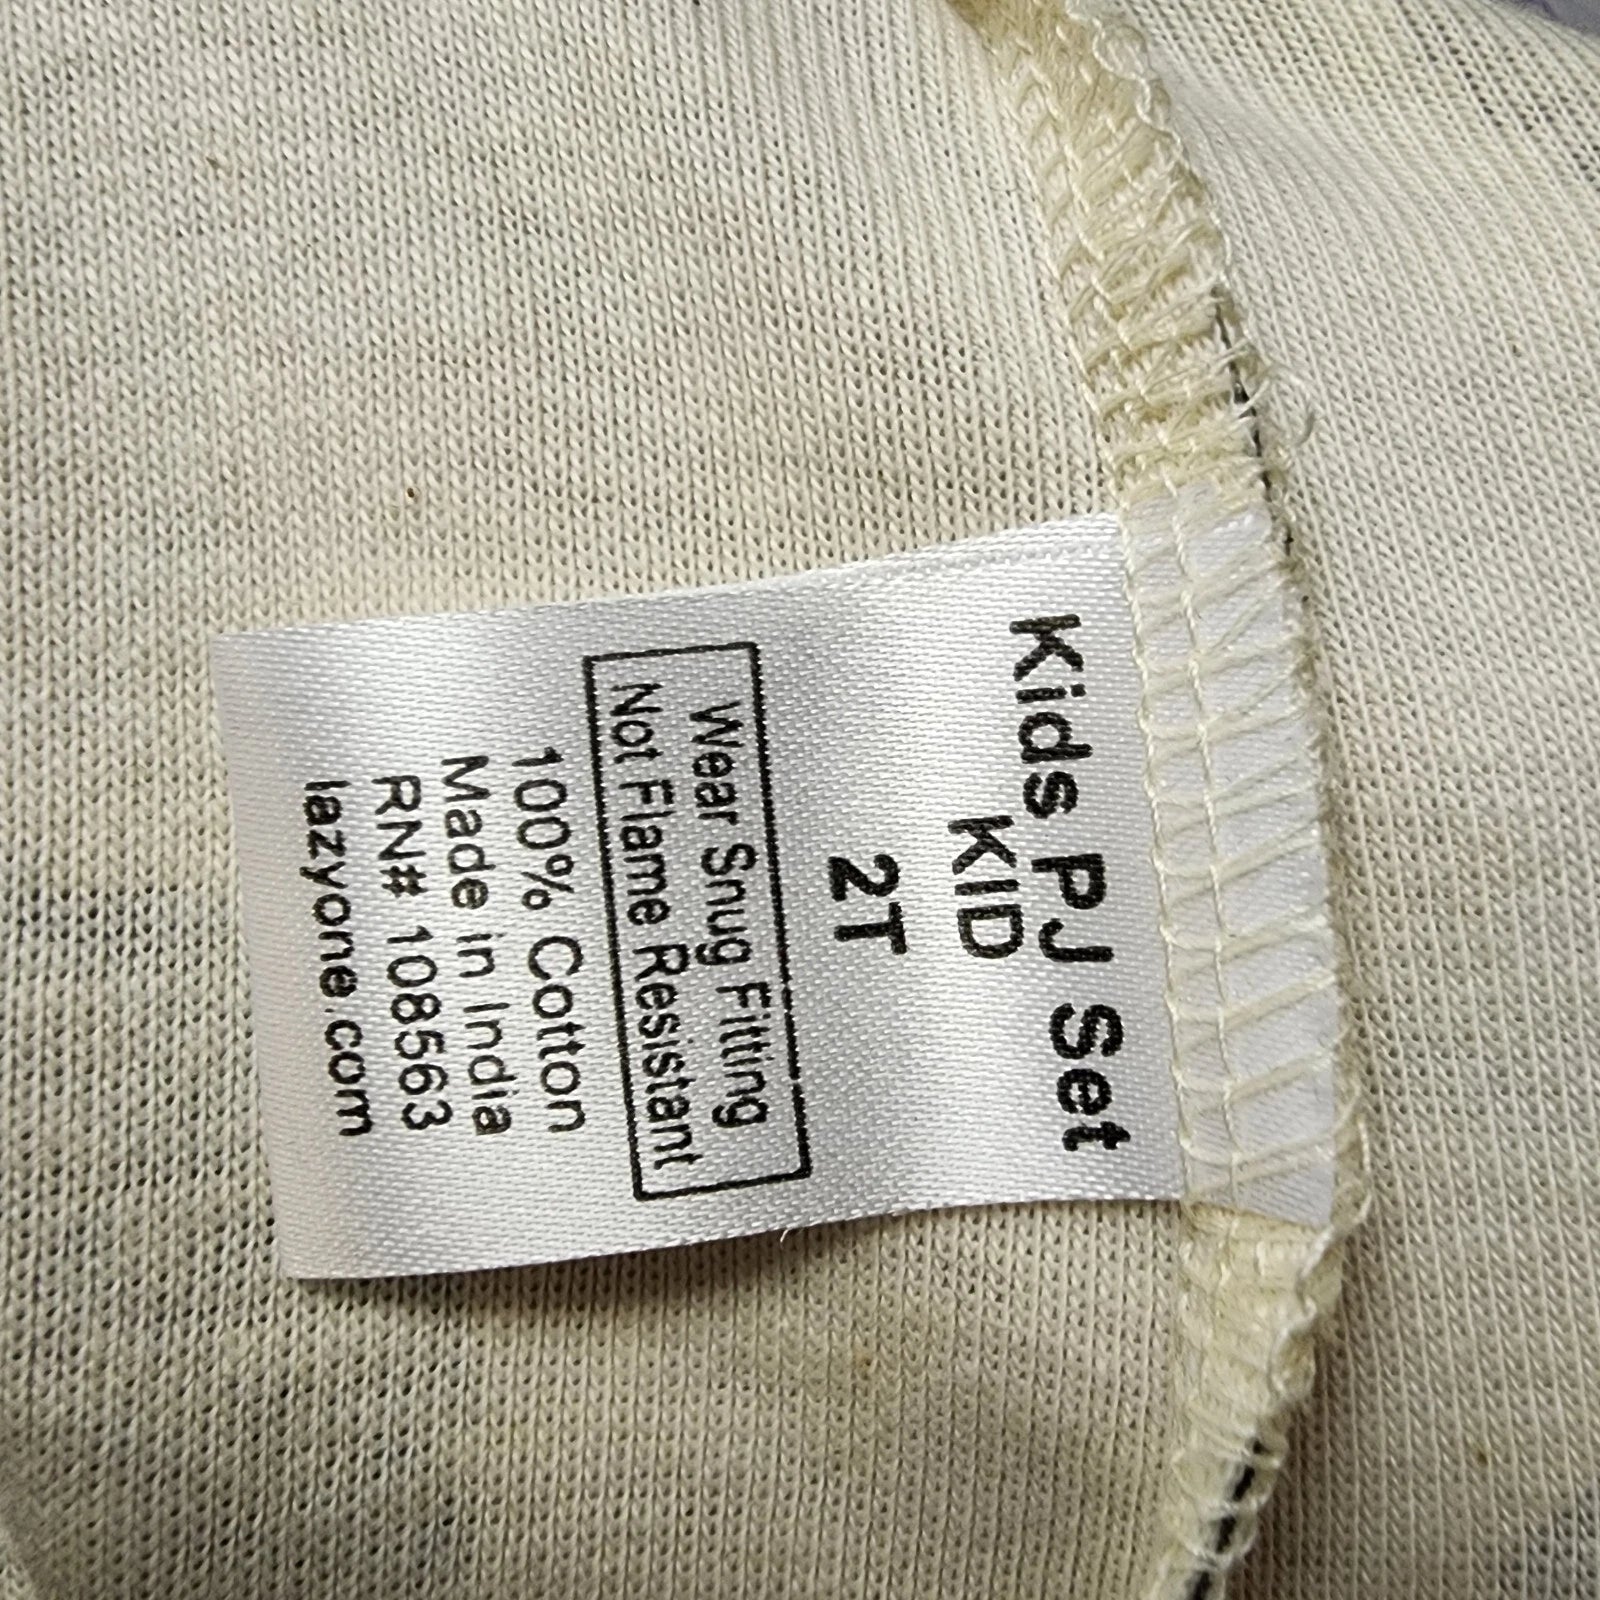 Kids PJ Set
KID
2T
Wear Snug Fitting
Not Flame Resistant
100% Cotton
Made in India
RN# 108563
lazyone.com